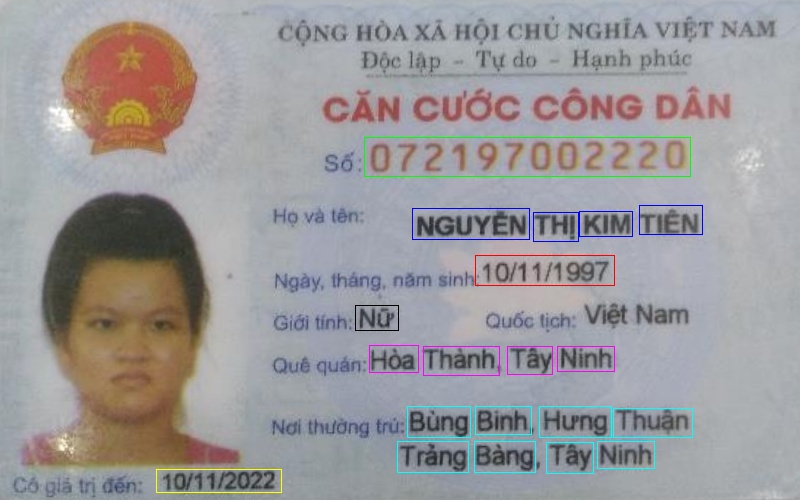 CỘNG HÒA XÃ HỘI CHỦ NGHĨA VIỆT NAM
Độc lập - Tự do - Hạnh phúc
CĂN CƯỚC CÔNG DÂN
Số: 072197002220
Họ và tên: NGUYỄN THỊ KIM TIÊN
Ngày, tháng, năm sinh: 10/11/1997
Giới tính: Nữ Quốc tịch: Việt Nam
Quê quán: Hòa Thành, Tây Ninh
Nơi thường trú: Bùng Binh, Hưng Thuận
Trảng Bàng, Tây Ninh
Có giá trị đến: 10/11/2022